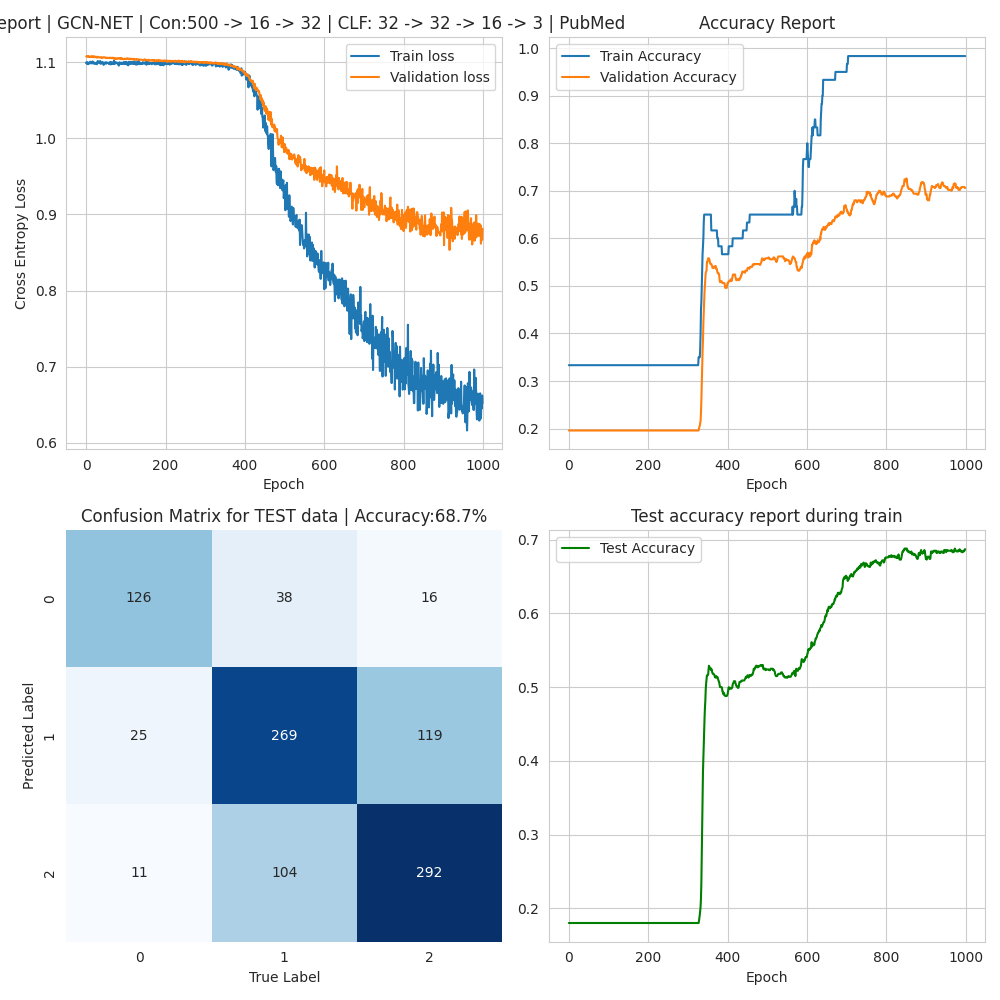 eport | GCN-NET | Con:500 -> 16 -> 32 | CLF: 32 -> 32 -> 16 -> 3 | PubMed
Accuracy Report
Train loss
Validation loss
Train Accuracy
Validation Accuracy
1.1
1.0
0.9
0.8
0.7
0.6
Cross Entropy Loss
0 200 400 600 800 1000
Epoch
1.0
0.9
0.8
0.7
0.6
0.5
0.4
0.3
0.2
0 200 400 600 800 1000
Epoch
Confusion Matrix for TEST data | Accuracy:68.7%
Predicted Label
0 126 38 16
1 25 269 119
2 11 104 292
0 1 2
True Label
Test accuracy report during train
Test Accuracy
0.7
0.6
0.5
0.4
0.3
0.2
0 200 400 600 800 1000
Epoch